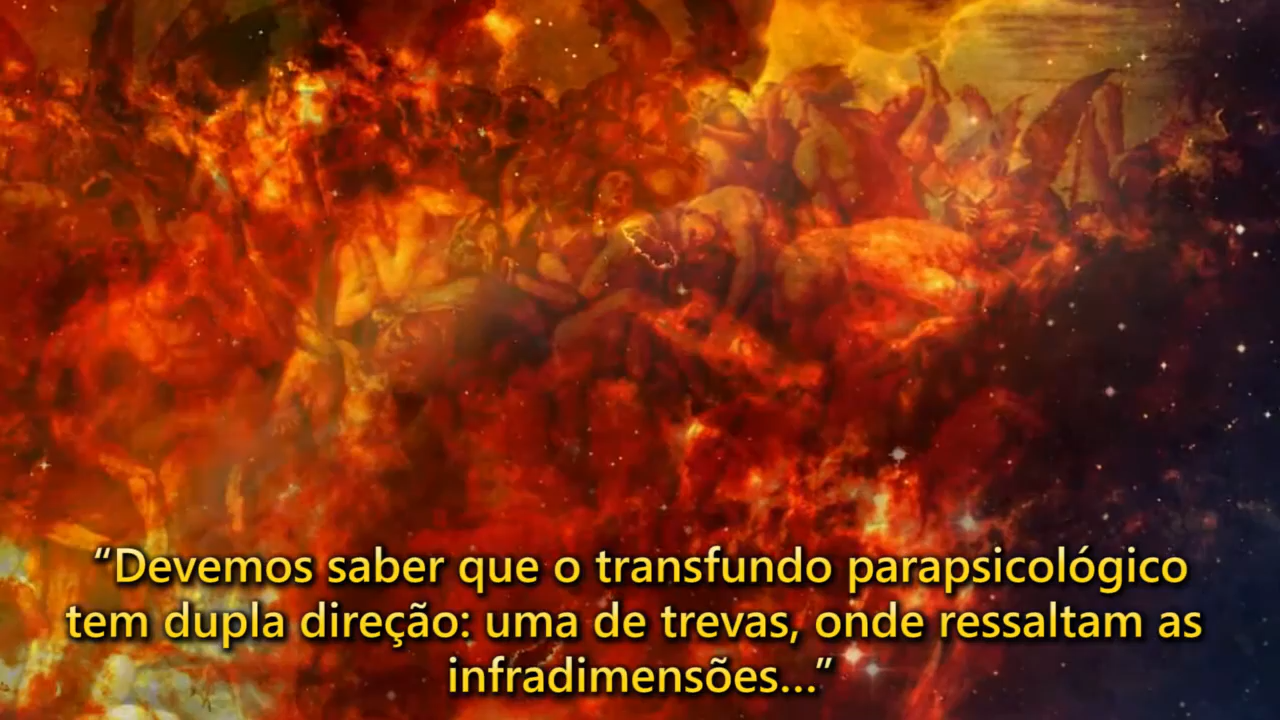 “Devemos saber que o transfundo parapsicológico
tem dupla direção: uma de trevas, onde ressaltam as
infradimensões...”